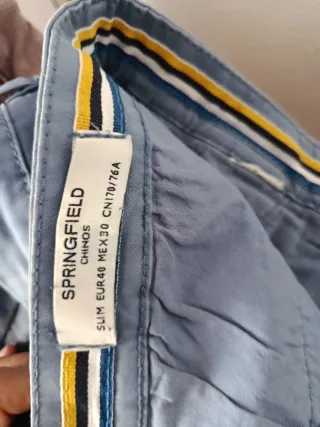 SPRINGFIELD
CHINOS
SLIM EUR40 MEX30 CN170/76A